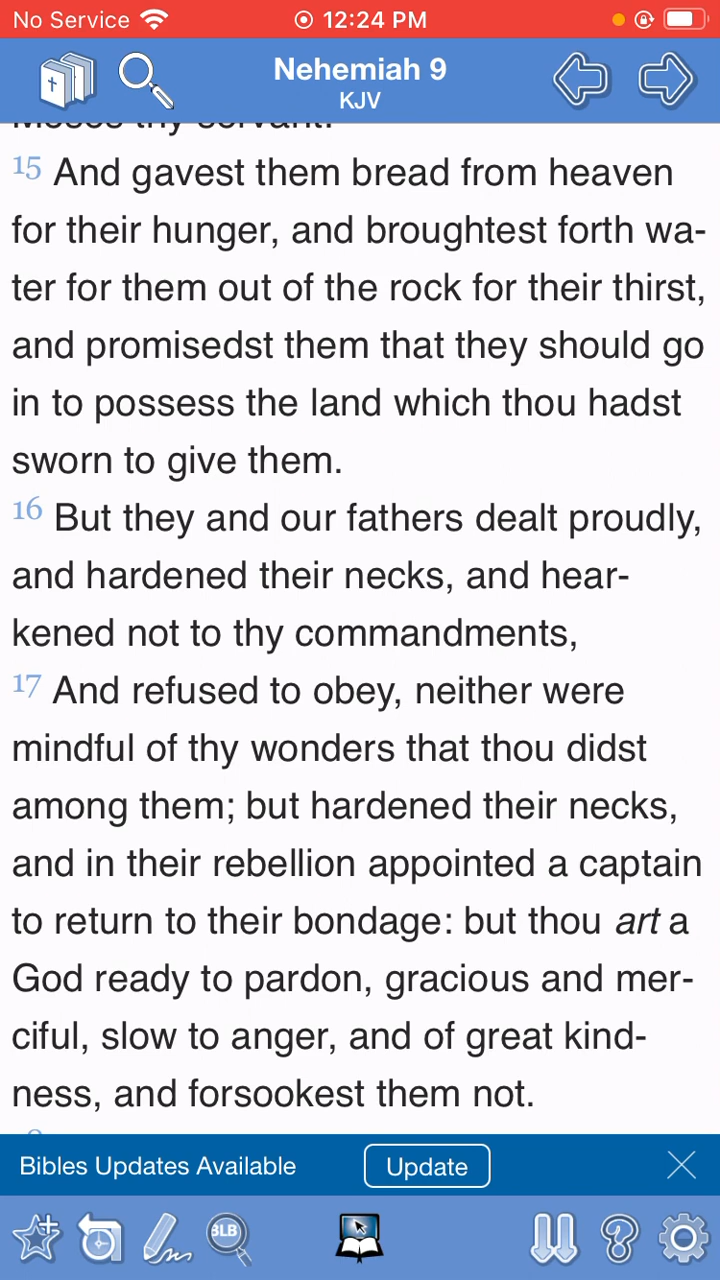 No Service 12:24 PM
Nehemiah 9
KJV
Moses thy servant.
15 And gavest them bread from heaven
for their hunger, and broughtest forth wa-
ter for them out of the rock for their thirst,
and promisedst them that they should go
in to possess the land which thou hadst
sworn to give them.
16 But they and our fathers dealt proudly,
and hardened their necks, and hear-
kened not to thy commandments,
17 And refused to obey, neither were
mindful of thy wonders that thou didst
among them; but hardened their necks,
and in their rebellion appointed a captain
to return to their bondage: but thou art a
God ready to pardon, gracious and mer-
ciful, slow to anger, and of great kind-
ness, and forsookest them not.
Bibles Updates Available Update
BLB